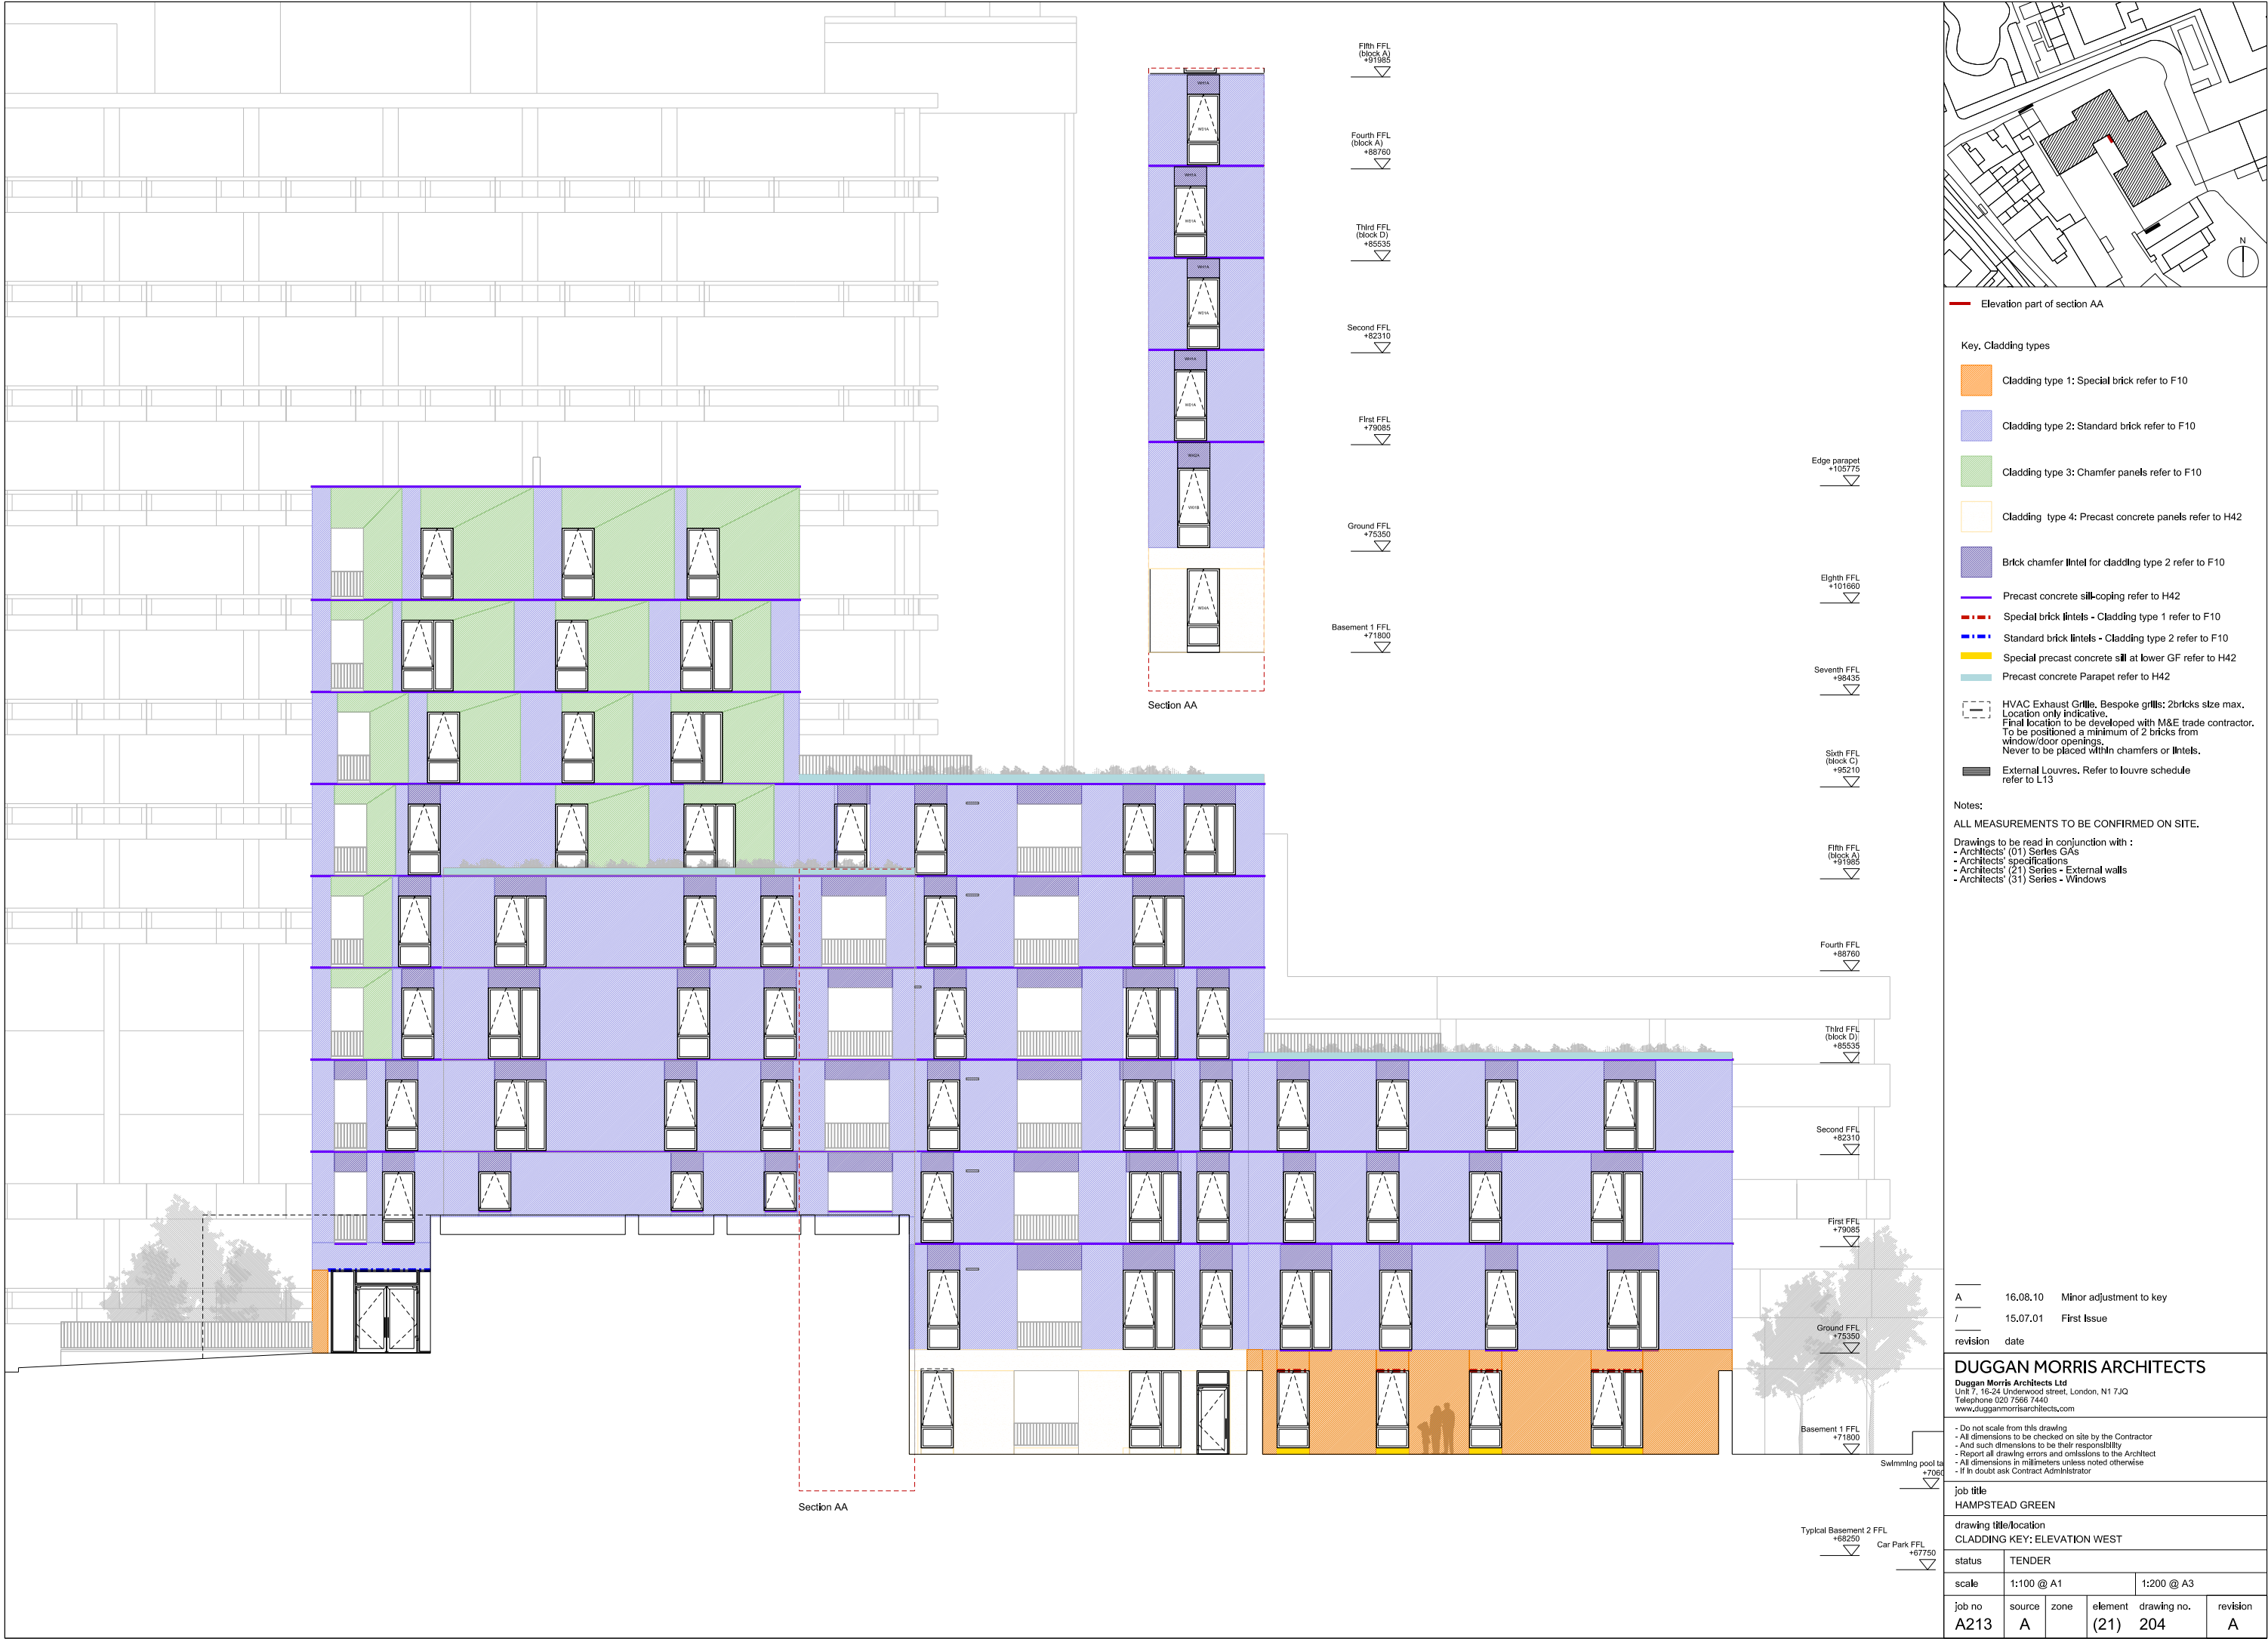 Fifth FFL
(block A)
+91985
Fourth FFL
(block A)
+88760
Third FFL
(block D)
+85535
Second FFL
+82310
First FFL
+79085
Ground FFL
+75350
Basement 1 FFL
+71800
Section AA
W01A
W01A
W01A
W01A
W01B
Edge parapet
+105775
Eighth FFL
+101660
Seventh FFL
+98435
Sixth FFL
(block C)
+95210
Fifth FFL
(block A)
+91985
Fourth FFL
+88760
Third FFL
(block D)
+85535
Second FFL
+82310
First FFL
+79085
Ground FFL
+75350
Basement 1 FFL
+71800
Swimming pool ta
Typical Basement 2 FFL
+68250
Car Park FFL
+67750
Section AA
N
Elevation part of section AA
Key, Cladding types
Cladding type 1: Special brick refer to F10
Cladding type 2: Standard brick refer to F10
Cladding type 3: Chamfer panels refer to F10
Cladding type 4: Precast concrete panels refer to H42
Brick chamfer lintel for cladding type 2 refer to F10
Precast concrete sill-coping refer to H42
Special brick lintels - Cladding type 1 refer to F10
Standard brick lintels - Cladding type 2 refer to F10
Special precast concrete sill at lower GF refer to H42
Precast concrete Parapet refer to H42
HVAC Exhaust Grille. Bespoke grills: 2bricks size max.
Location only indicative.
Final location to be developed with M&E trade contractor.
To be positioned a minimum of 2 bricks from
window/door openings.
Never to be placed within chamfers or lintels.
External Louvres. Refer to louvre schedule
refer to L13
Notes:
ALL MEASUREMENTS TO BE CONFIRMED ON SITE.
Drawings to be read in conjunction with :
- Architects' (01) Series GAs
- Architects' specifications
- Architects' (21) Series - External walls
- Architects' (31) Series - Windows
A 16.08.10 Minor adjustment to key
/ 15.07.01 First Issue
revision date
DUGGAN MORRIS ARCHITECTS
Duggan Morris Architects Ltd
Unit 7, 16-24 Underwood street, London, N1 7JQ
Telephone 020 7566 7440
www.dugganmorrisarchitects.com
- Do not scale from this drawing
- All dimensions to be checked on site by the Contractor
- And such dimensions to be their responsibility
- Report all drawing errors and omissions to the Architect
- All dimensions in millimeters unless noted otherwise
- If in doubt ask Contract Administrator
job title
HAMPSTEAD GREEN
drawing title/location
CLADDING KEY: ELEVATION WEST
status TENDER
scale 1:100 @ A1 1:200 @ A3
job no source zone element drawing no. revision
A213 A (21) 204 A